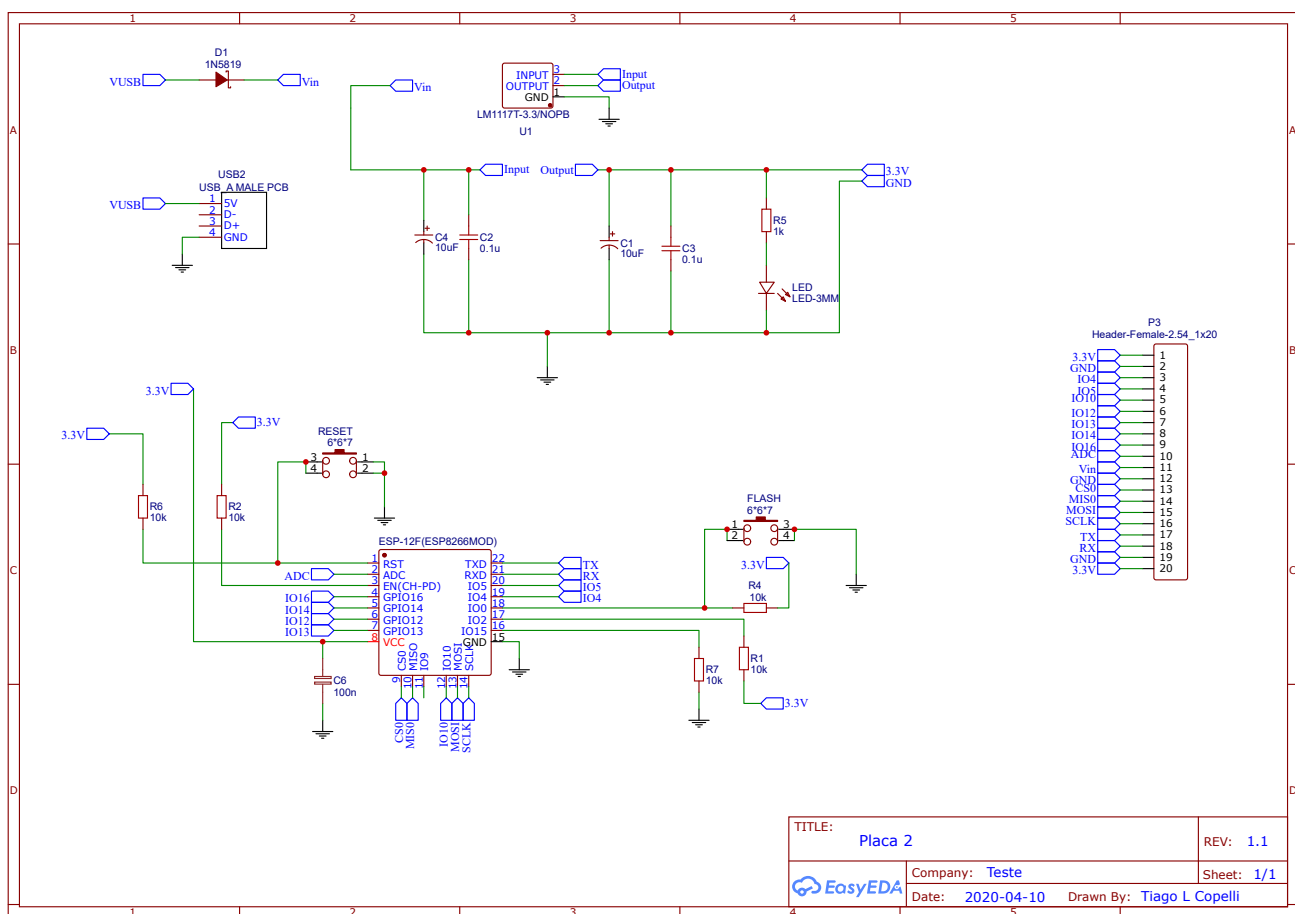 1 2 3 4 5
A A
B B
C C
D D
D1
1N5819
VUSB Vin
Vin
INPUT 3 Input
OUTPUT 2 Output
GND 1
LM1117T-3.3/NOPB
U1
USB2
USB_A MALE PCB
VUSB 1 5V
2 D-
3 D+
4 GND
Input Output 3.3V
GND
+ C4
10uF
C2
0.1u
+ C1
10uF
C3
0.1u
R5
1k
LED
LED-3MM
P3
Header-Female-2.54_1x20
3.3V 1
GND 2
IO4 3
IO5 4
IO10 5
IO12 6
IO13 7
IO14 8
IO16 9
ADC 10
Vin 11
GND 12
CS0 13
MIS0 14
MOSI 15
SCLK 16
TX 17
RX 18
GND 19
3.3V 20
3.3V
3.3V
3.3V
RESET
6*6*7
3 1
4 2
R6
10k
R2
10k
FLASH
6*6*7
1 3
2 4
3.3V
R4
10k
ESP-12F(ESP8266MOD)
1 RST TXD 22 TX
ADC 2 ADC RXD 21 RX
3 EN(CH-PD) IO5 20 IO5
IO16 4 GPIO16 IO4 19 IO4
IO14 5 GPIO14 IO0 18
IO12 6 GPIO12 IO2 17
IO13 7 GPIO13 IO15 16
8 VCC GND 15
CS0 MISO IO9 IO10 MOSI SCLK
9 10 11 12 13 14
CS0 MIS0 IO10 MOSI SCLK
C6
100n
R7
10k
R1
10k
3.3V
TITLE:
Placa 2
REV: 1.1
EasyEDA
Company: Teste
Sheet: 1/1
Date: 2020-04-10 Drawn By: Tiago L Copelli
1 2 3 4 5